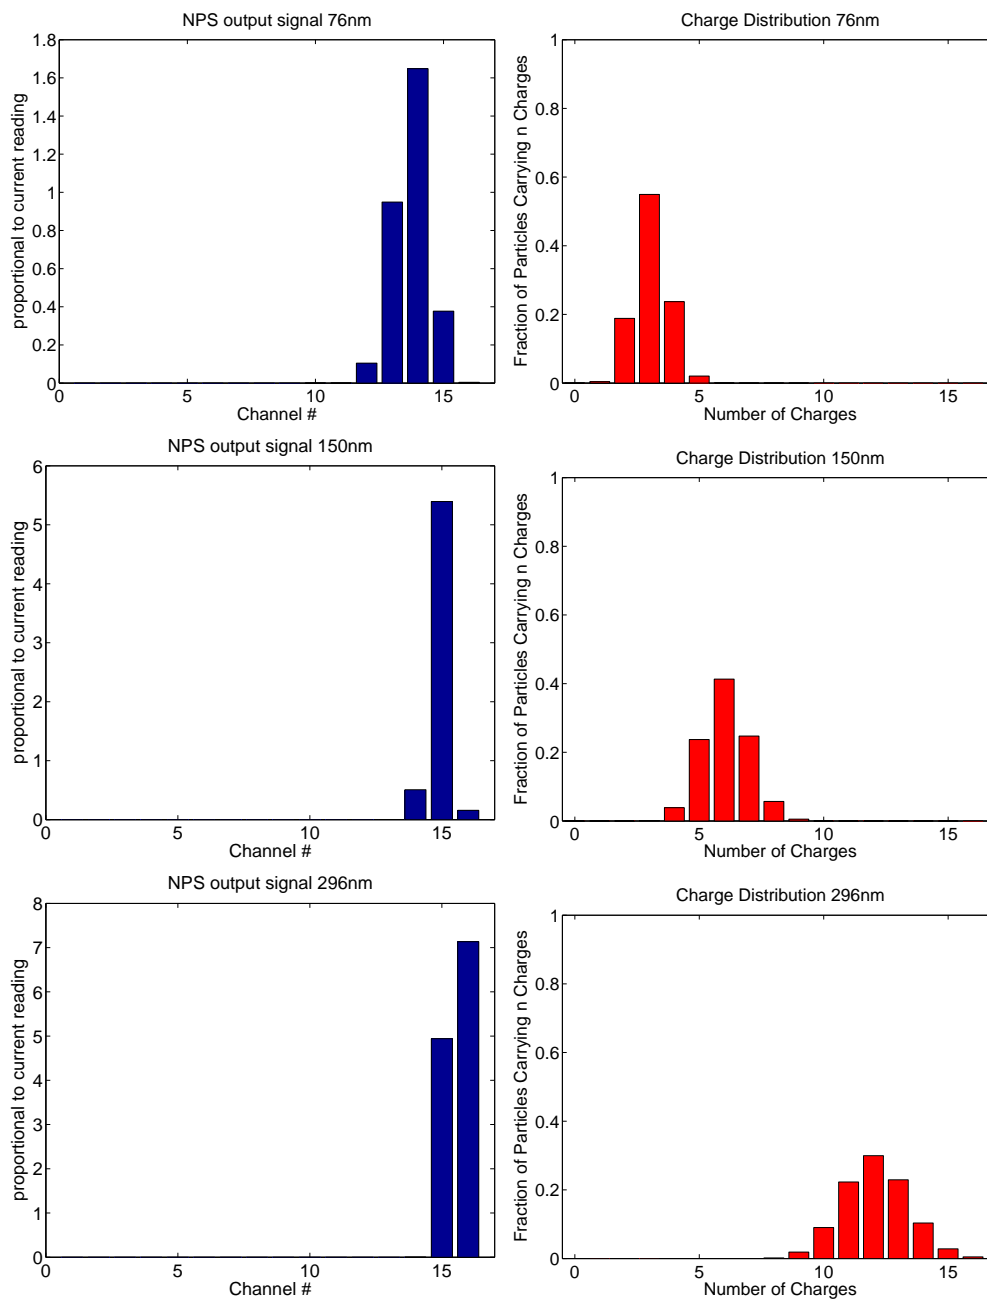 NPS output signal 76nm
1.8
1.6
1.4
1.2
1
0.8
0.6
0.4
0.2
0
proportional to current reading
0 5 10 15
Channel #
Charge Distribution 76nm
1
0.8
0.6
0.4
0.2
0
Fraction of Particles Carrying n Charges
0 5 10 15
Number of Charges
NPS output signal 150nm
6
5
4
3
2
1
0
proportional to current reading
0 5 10 15
Channel #
Charge Distribution 150nm
1
0.8
0.6
0.4
0.2
0
Fraction of Particles Carrying n Charges
0 5 10 15
Number of Charges
NPS output signal 296nm
8
7
6
5
4
3
2
1
0
proportional to current reading
0 5 10 15
Channel #
Charge Distribution 296nm
1
0.8
0.6
0.4
0.2
0
Fraction of Particles Carrying n Charges
0 5 10 15
Number of Charges